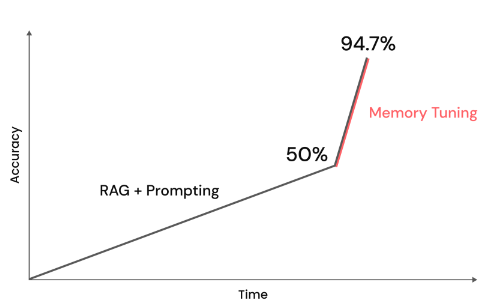 94.7%
Memory Tuning
50%
RAG + Prompting
Accuracy
Time